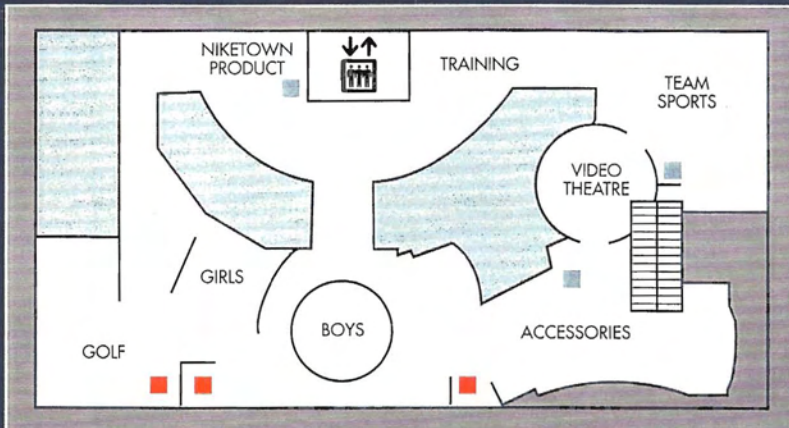 NIKETOWN
PRODUCT
TRAINING
TEAM
SPORTS
VIDEO
THEATRE
GIRLS
BOYS
ACCESSORIES
GOLF